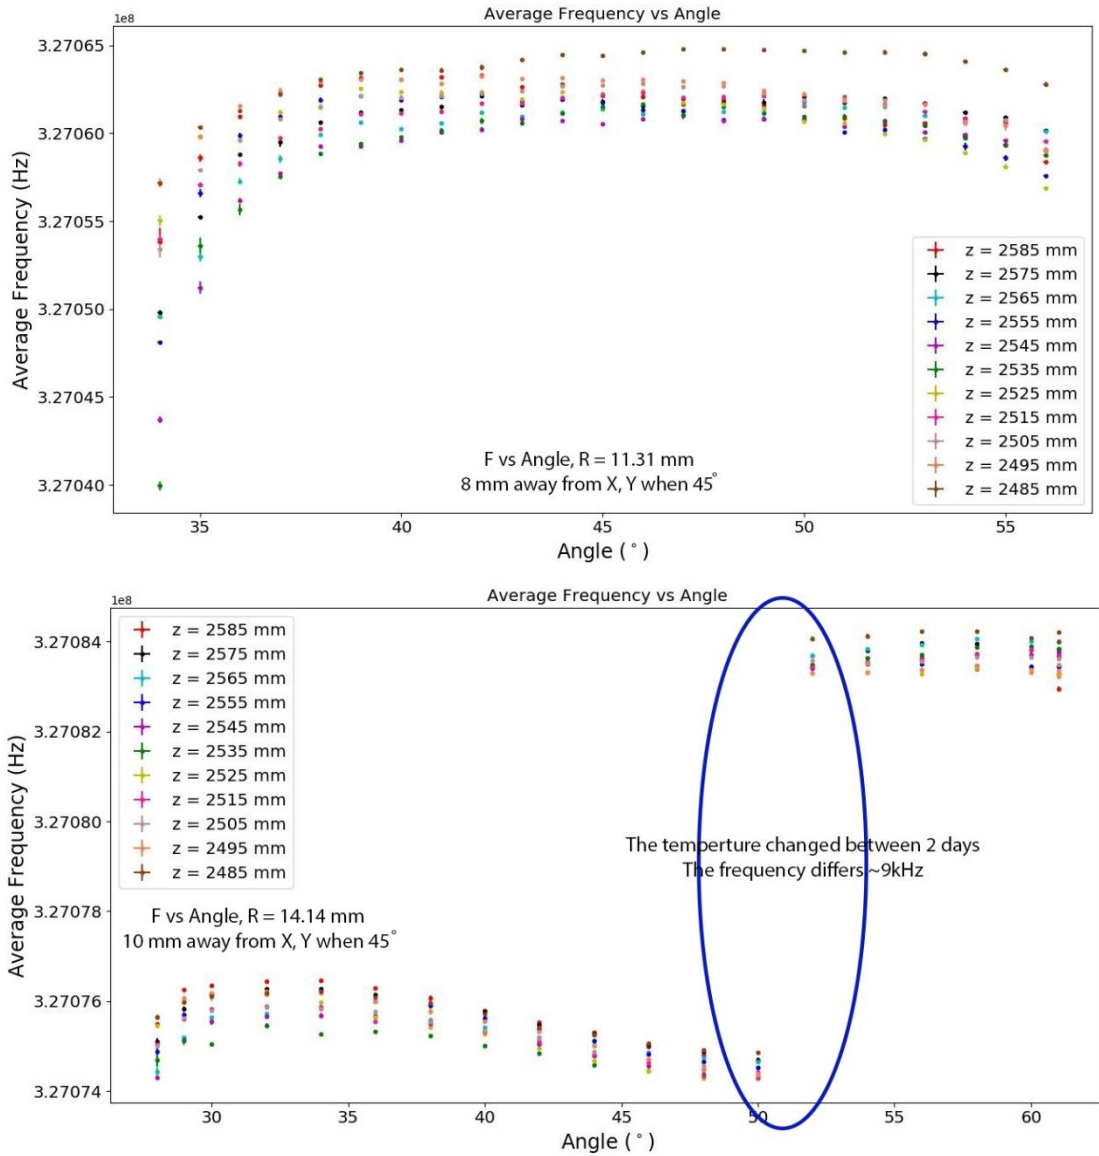 Average Frequency vs Angle
1e8
3.27065
3.27060
3.27055
3.27050
3.27045
3.27040
Average Frequency (Hz)
z = 2585 mm
z = 2575 mm
z = 2565 mm
z = 2555 mm
z = 2545 mm
z = 2535 mm
z = 2525 mm
z = 2515 mm
z = 2505 mm
z = 2495 mm
z = 2485 mm
F vs Angle, R = 11.31 mm
8 mm away from X, Y when 45°
35 40 45 50 55
Angle (°)
Average Frequency vs Angle
1e8
3.27084
3.27082
3.27080
3.27078
3.27076
3.27074
Average Frequency (Hz)
z = 2585 mm
z = 2575 mm
z = 2565 mm
z = 2555 mm
z = 2545 mm
z = 2535 mm
z = 2525 mm
z = 2515 mm
z = 2505 mm
z = 2495 mm
z = 2485 mm
The temperture changed between 2 days
The frequency differs ~9kHz
F vs Angle, R = 14.14 mm
10 mm away from X, Y when 45°
30 35 40 45 50 55 60
Angle (°)